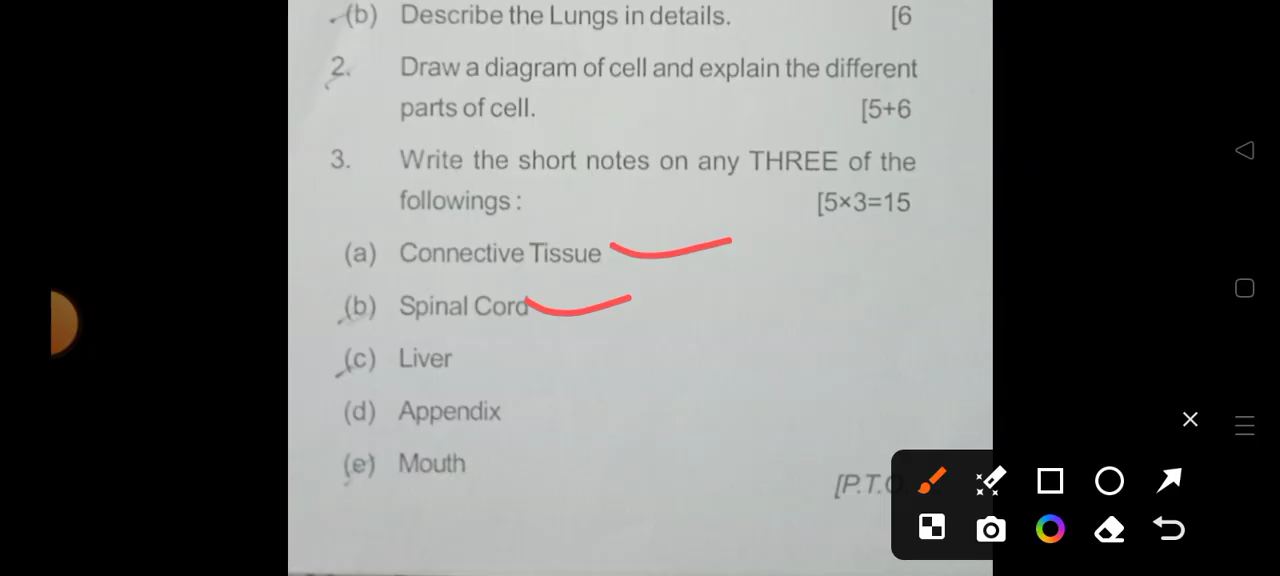 (b) Describe the Lungs in details. [6
2. Draw a diagram of cell and explain the different
parts of cell. [5+6
3. Write the short notes on any THREE of the
followings : [5×3=15
(a) Connective Tissue
(b) Spinal Cord
(c) Liver
(d) Appendix
(e) Mouth
[P.T.O